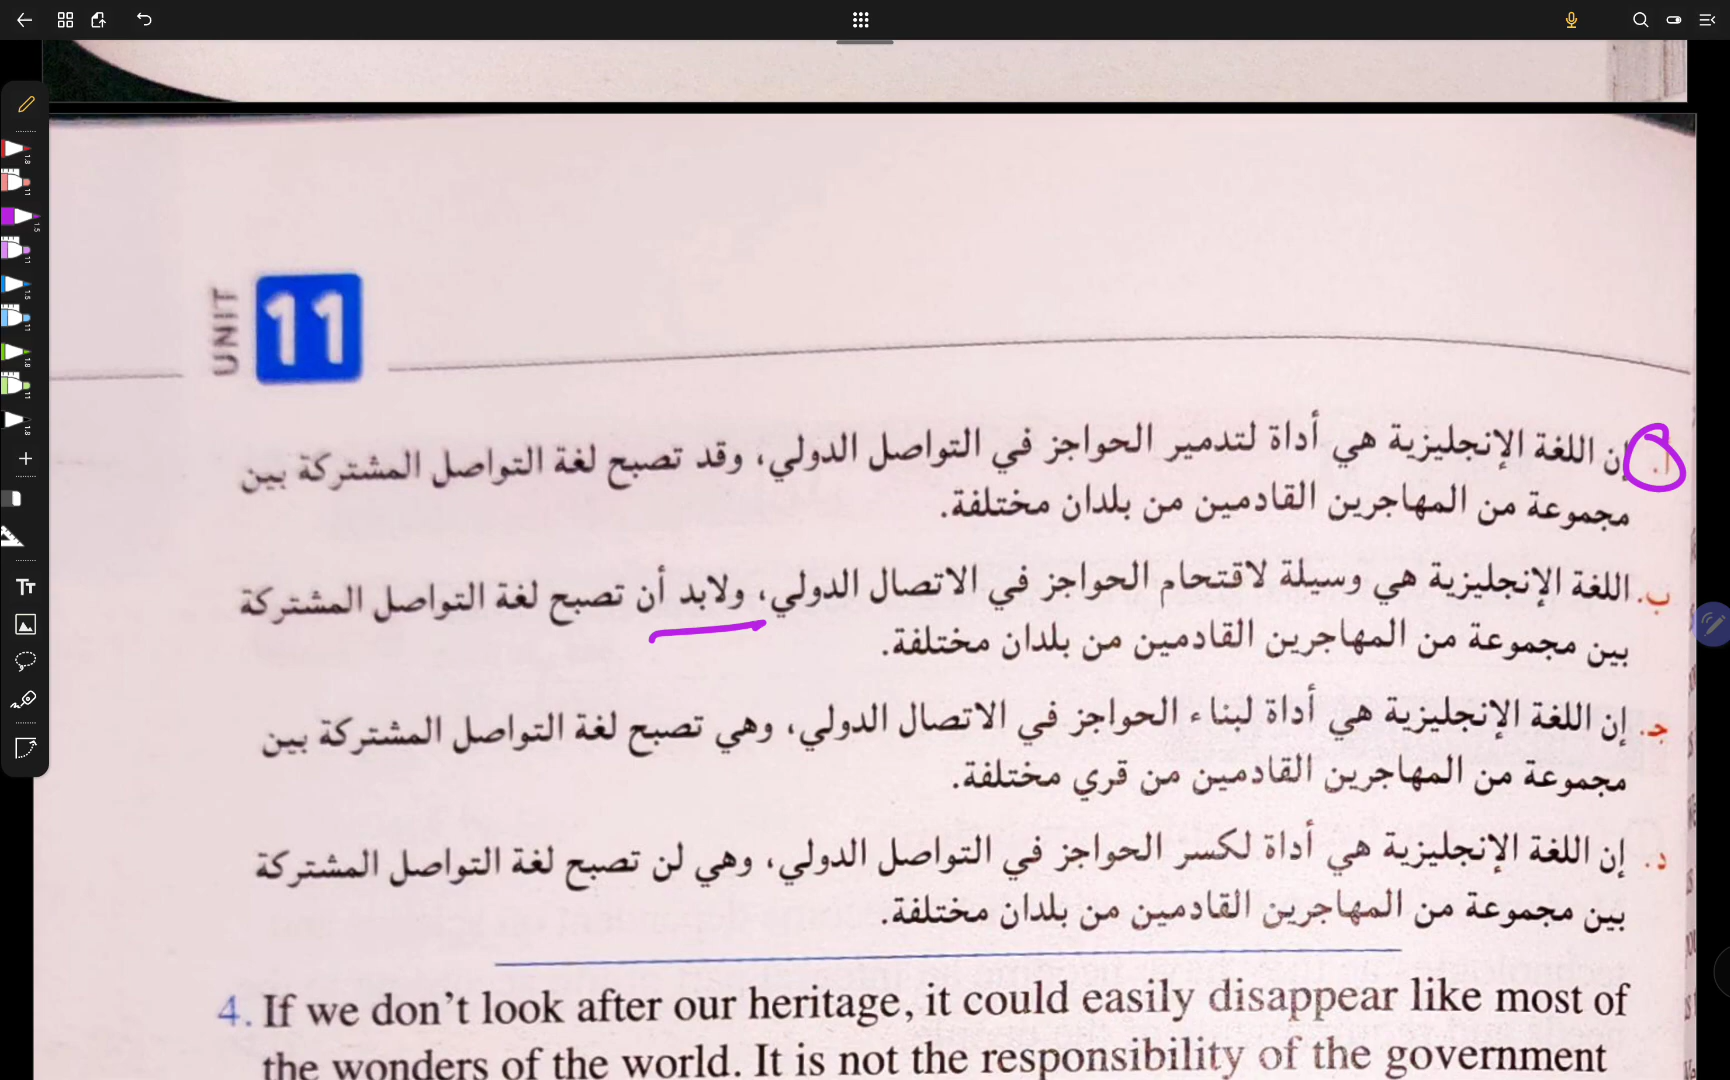 UNIT 11
أ. إن اللغة الإنجليزية هي أداة لتدمير الحواجز في التواصل الدولي، وقد تصبح لغة التواصل المشتركة بين
مجموعة من المهاجرين القادمين من بلدان مختلفة.
ب. اللغة الإنجليزية هي وسيلة لاقتحام الحواجز في الاتصال الدولي، ولابد أن تصبح لغة التواصل المشتركة
بين مجموعة من المهاجرين القادمين من بلدان مختلفة.
جـ. إن اللغة الإنجليزية هي أداة لبناء الحواجز في الاتصال الدولي، وهي تصبح لغة التواصل المشتركة بين
مجموعة من المهاجرين القادمين من قري مختلفة.
د. إن اللغة الإنجليزية هي أداة لكسر الحواجز في التواصل الدولي، وهي لن تصبح لغة التواصل المشتركة
بين مجموعة من المهاجرين القادمين من بلدان مختلفة.
4. If we don't look after our heritage, it could easily disappear like most of
the wonders of the world. It is not the responsibility of the government